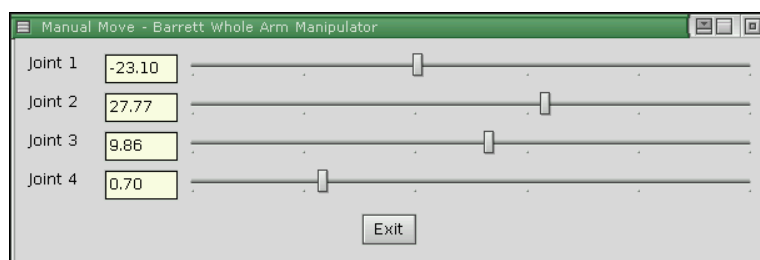 Manual Move - Barrett Whole Arm Manipulator
Joint 1 -23.10
Joint 2 27.77
Joint 3 9.86
Joint 4 0.70
Exit